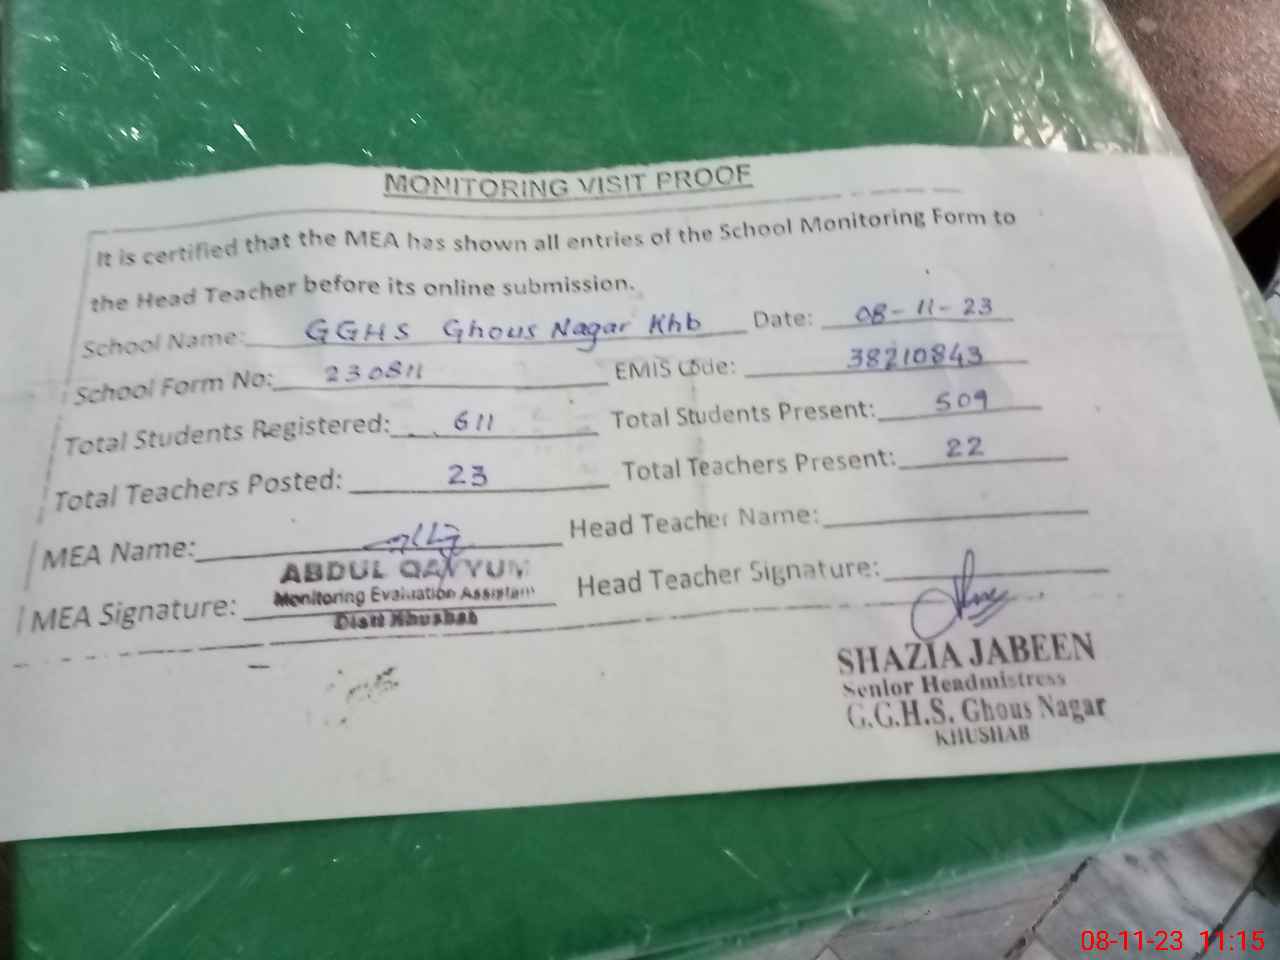 MONITORING VISIT PROOF
It is certified that the MEA has shown all entries of the School Monitoring Form to
the Head Teacher before its online submission.
School Name: GGHS Ghous Nagar Khb Date: 08-11-23
School Form No: 230811 EMIS Code: 38210843
Total Students Registered: 611 Total Students Present: 509
Total Teachers Posted: 23 Total Teachers Present: 22
MEA Name: Head Teacher Name:
ABDUL QAYYUM
MEA Signature: Monitoring Evaluation Assistant Head Teacher Signature:
Distt Khushab
SHAZIA JABEEN
Senior Headmistress
G.G.H.S. Ghous Nagar
KHUSHAB
08-11-23 11:15